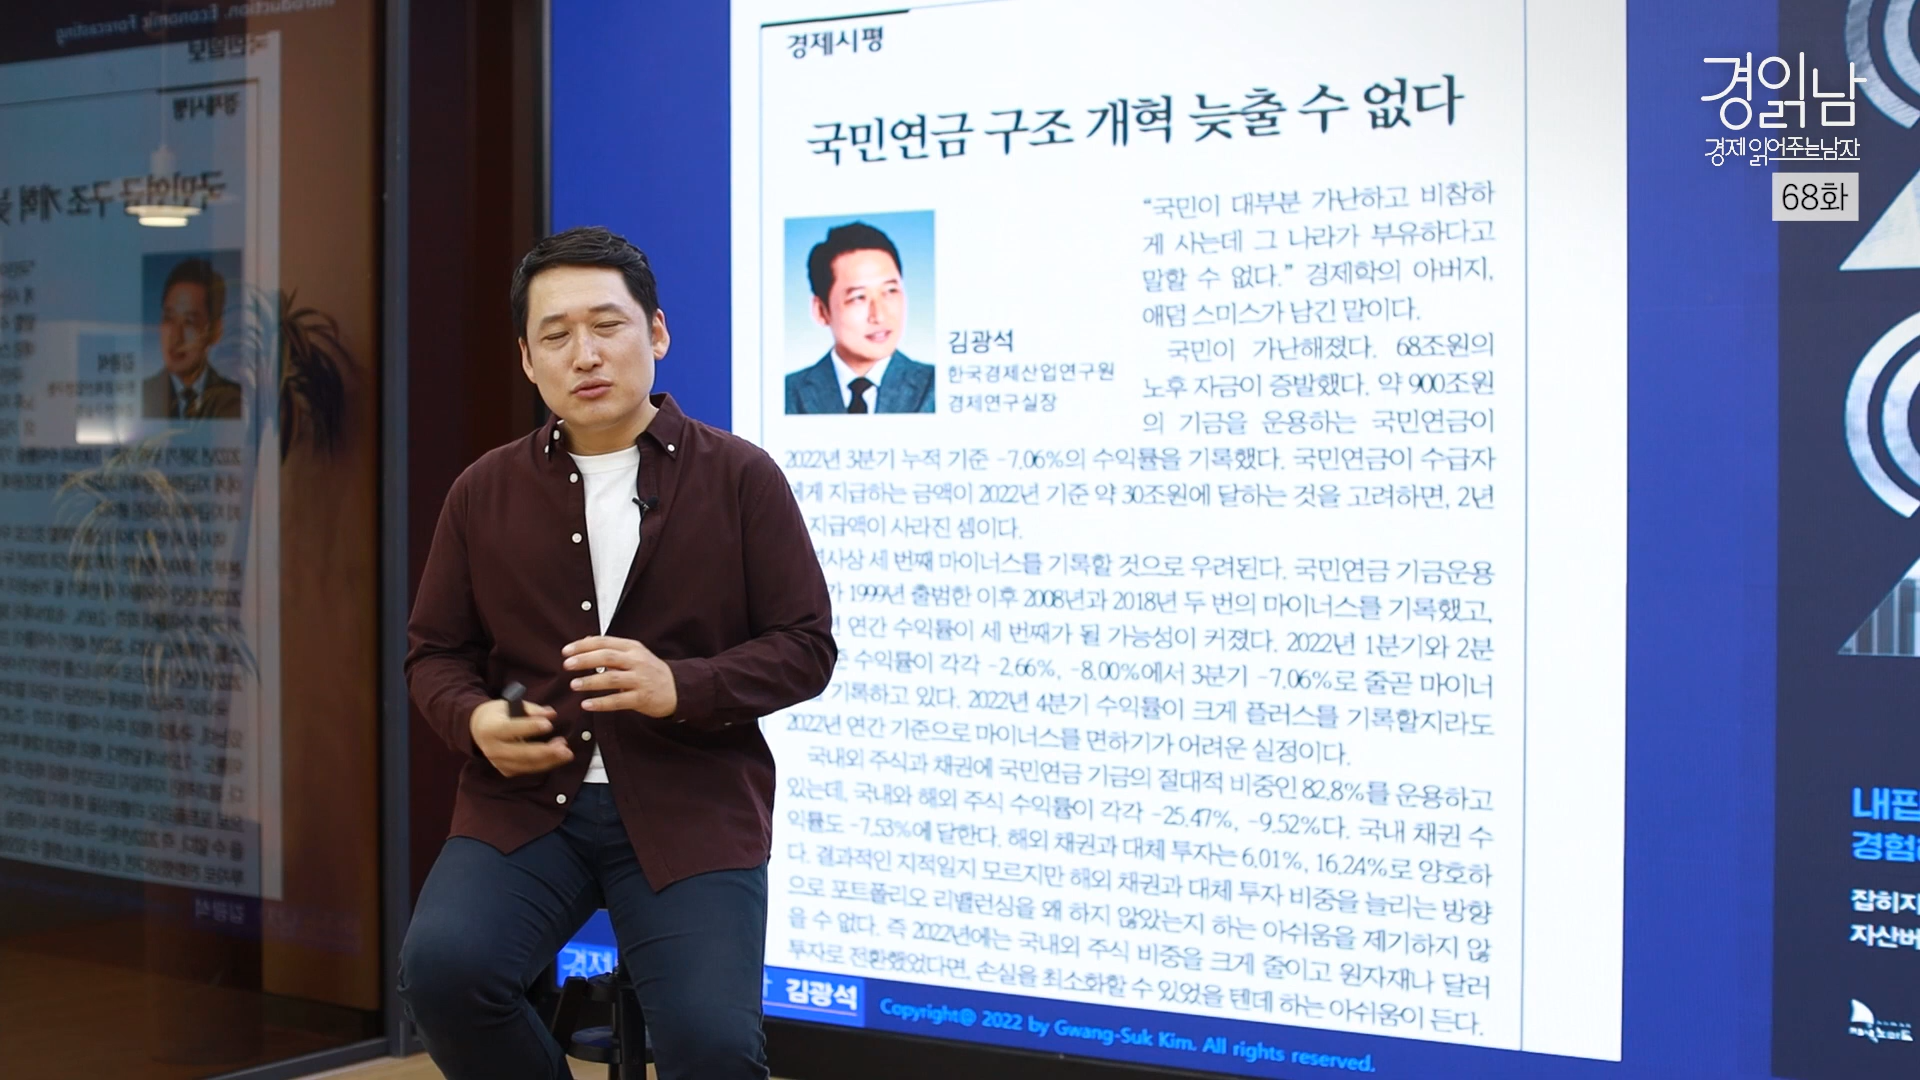 경제시평
국민연금 구조 개혁 늦출 수 없다
김광석
한국경제산업연구원
경제연구실장
“국민이 대부분 가난하고 비참하
게 사는데 그 나라가 부유하다고
말할 수 없다.” 경제학의 아버지,
애덤 스미스가 남긴 말이다.
국민이 가난해졌다. 68조원의
노후 자금이 증발했다. 약 900조원
의 기금을 운용하는 국민연금이
2022년 3분기 누적 기준 -7.06%의 수익률을 기록했다. 국민연금이 수급자
에게 지급하는 금액이 2022년 기준 약 30조원에 달하는 것을 고려하면, 2년
지급액이 사라진 셈이다.
세 번째 마이너스를 기록할 것으로 우려된다. 국민연금 기금운용
1999년 출범한 이후 2008년과 2018년 두 번의 마이너스를 기록했고,
연간 수익률이 세 번째가 될 가능성이 커졌다. 2022년 1분기와 2분
수익률이 각각 -2.66%, -8.00%에서 3분기 -7.06%로 줄곧 마이너
기록하고 있다. 2022년 4분기 수익률이 크게 플러스를 기록할지라도
2022년 연간 기준으로 마이너스를 면하기가 어려운 실정이다.
국내외 주식과 채권에 국민연금 기금의 절대적 비중인 82.8%를 운용하고
있는데, 국내와 해외 주식 수익률이 각각 -25.47%, -9.52%다. 국내 채권 수
익률도 -7.53%에 달한다. 해외 채권과 대체 투자는 6.01%, 16.24%로 양호하
다. 결과적인 지적일지 모르지만 해외 채권과 대체 투자 비중을 늘리는 방향
으로 포트폴리오 리밸런싱을 왜 하지 않았는지 하는 아쉬움을 제기하지 않
을 수 없다. 즉 2022년에는 국내외 주식 비중을 크게 줄이고 원자재나 달러
투자로 전환했었다면, 손실을 최소화할 수 있었을 텐데 하는 아쉬움이 든다.
김광석
Copyright@ 2022 by Gwang-Suk Kim. All rights reserved.
경읽남
경제 읽어주는남자
68화